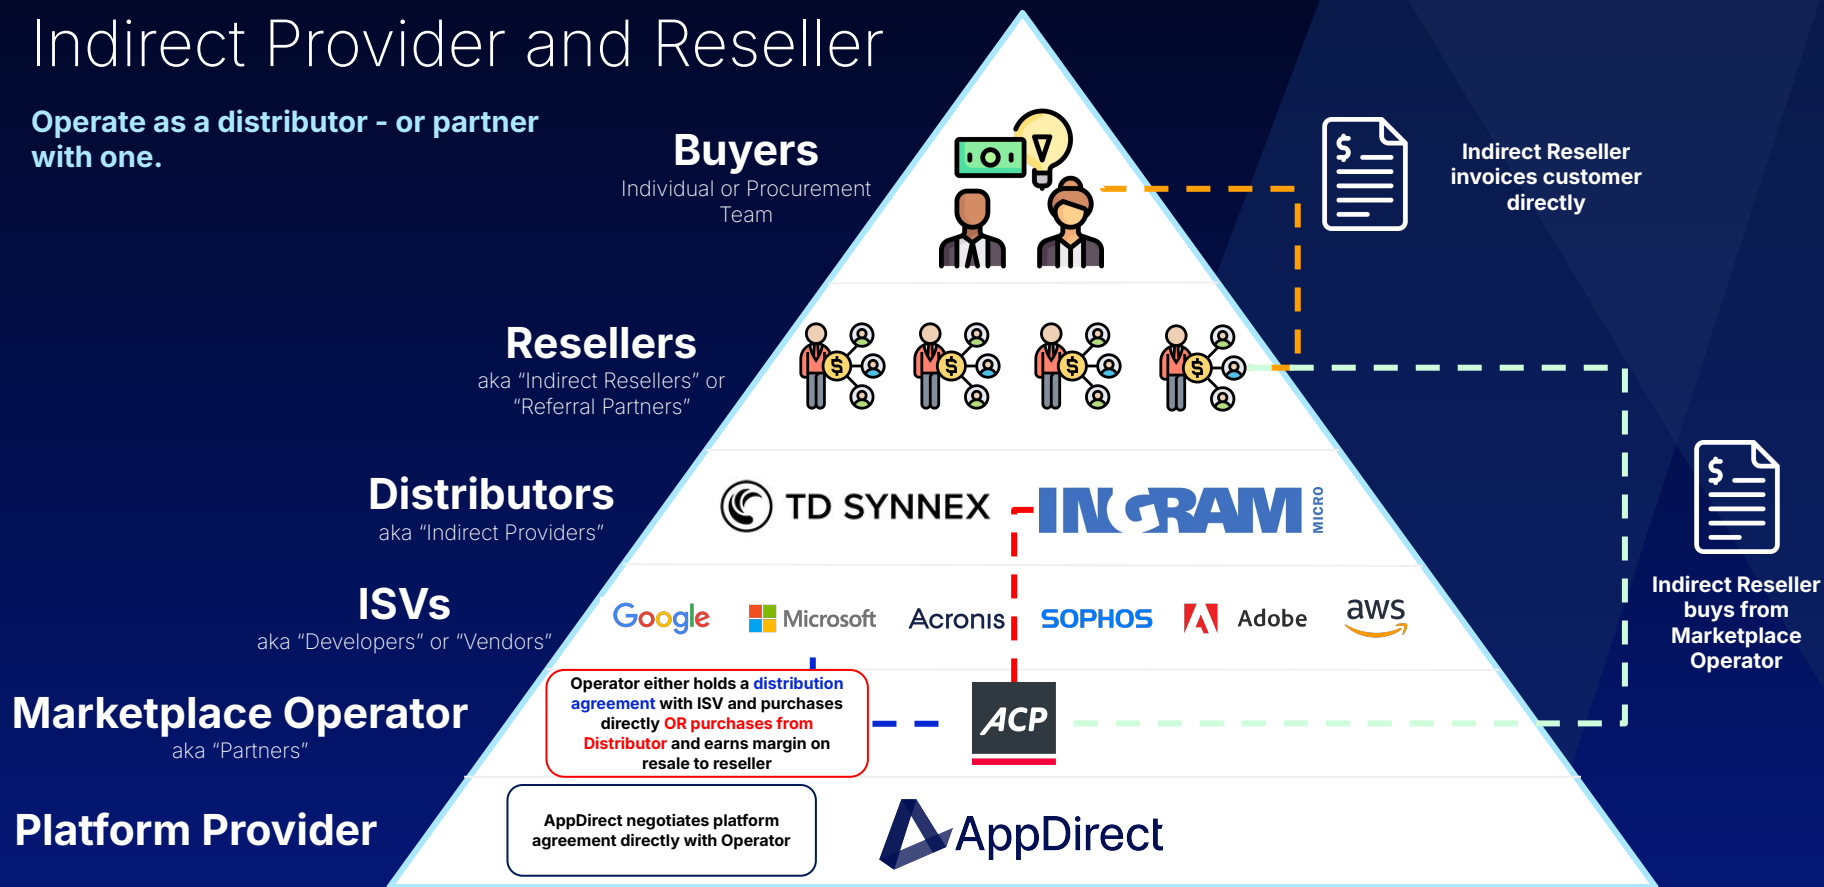 Indirect Provider and Reseller
Operate as a distributor - or partner
with one.
Buyers
Individual or Procurement
Team
$
Indirect Reseller
invoices customer
directly
Resellers
aka “Indirect Resellers” or
“Referral Partners”
$
$
$
$
Distributors
aka “Indirect Providers”
TD SYNNEX
INGRAM
MICRO
$
Indirect Reseller
buys from
Marketplace
Operator
ISVs
aka “Developers” or “Vendors”
Google
Microsoft
Acronis
SOPHOS
Adobe
aws
Marketplace Operator
aka “Partners”
Operator either holds a distribution
agreement with ISV and purchases
directly OR purchases from
Distributor and earns margin on
resale to reseller
ACP
Platform Provider
AppDirect negotiates platform
agreement directly with Operator
AppDirect